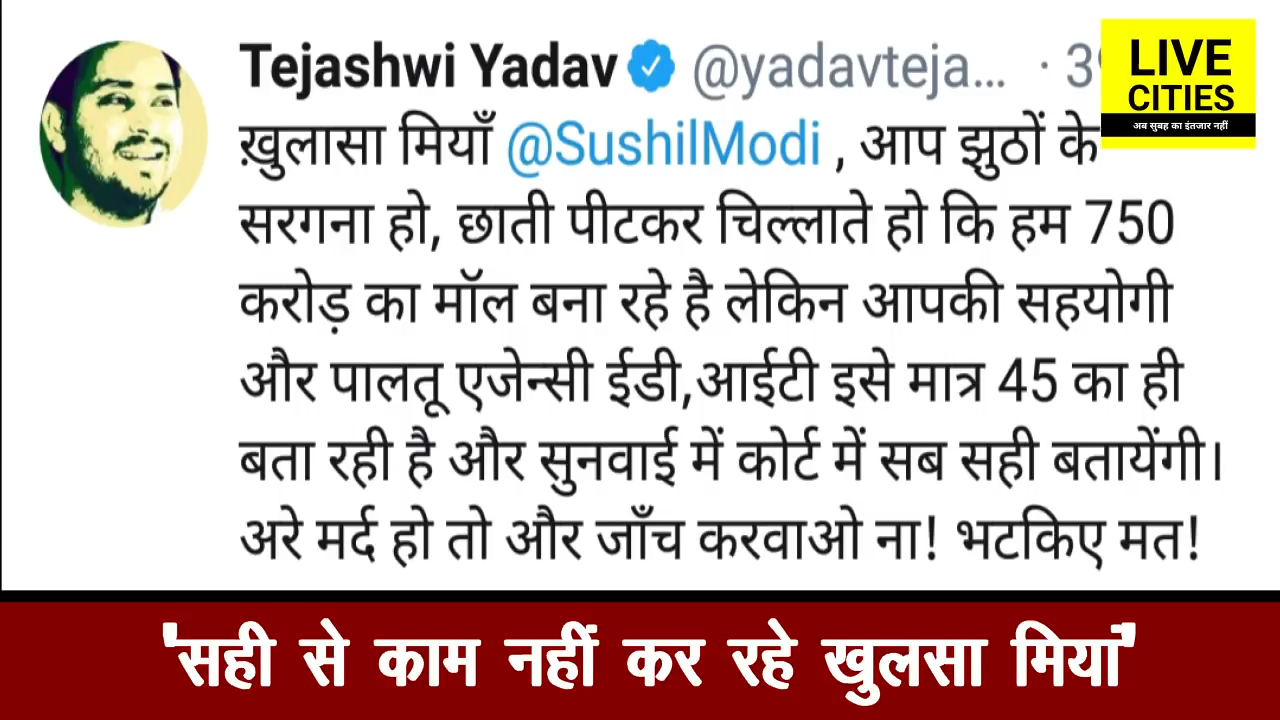 Tejashwi Yadav @yadavteja... · 39
LIVE
CITIES
अब सुबह का इंतजार नहीं
ख़ुलासा मियाँ @SushilModi , आप झुठों के
सरगना हो, छाती पीटकर चिल्लाते हो कि हम 750
करोड़ का मॉल बना रहे है लेकिन आपकी सहयोगी
और पालतू एजेन्सी ईडी,आईटी इसे मात्र 45 का ही
बता रही है और सुनवाई में कोर्ट में सब सही बतायेंगी।
अरे मर्द हो तो और जाँच करवाओ ना! भटकिए मत!
'सही से काम नहीं कर रहे खुलसा मियां'